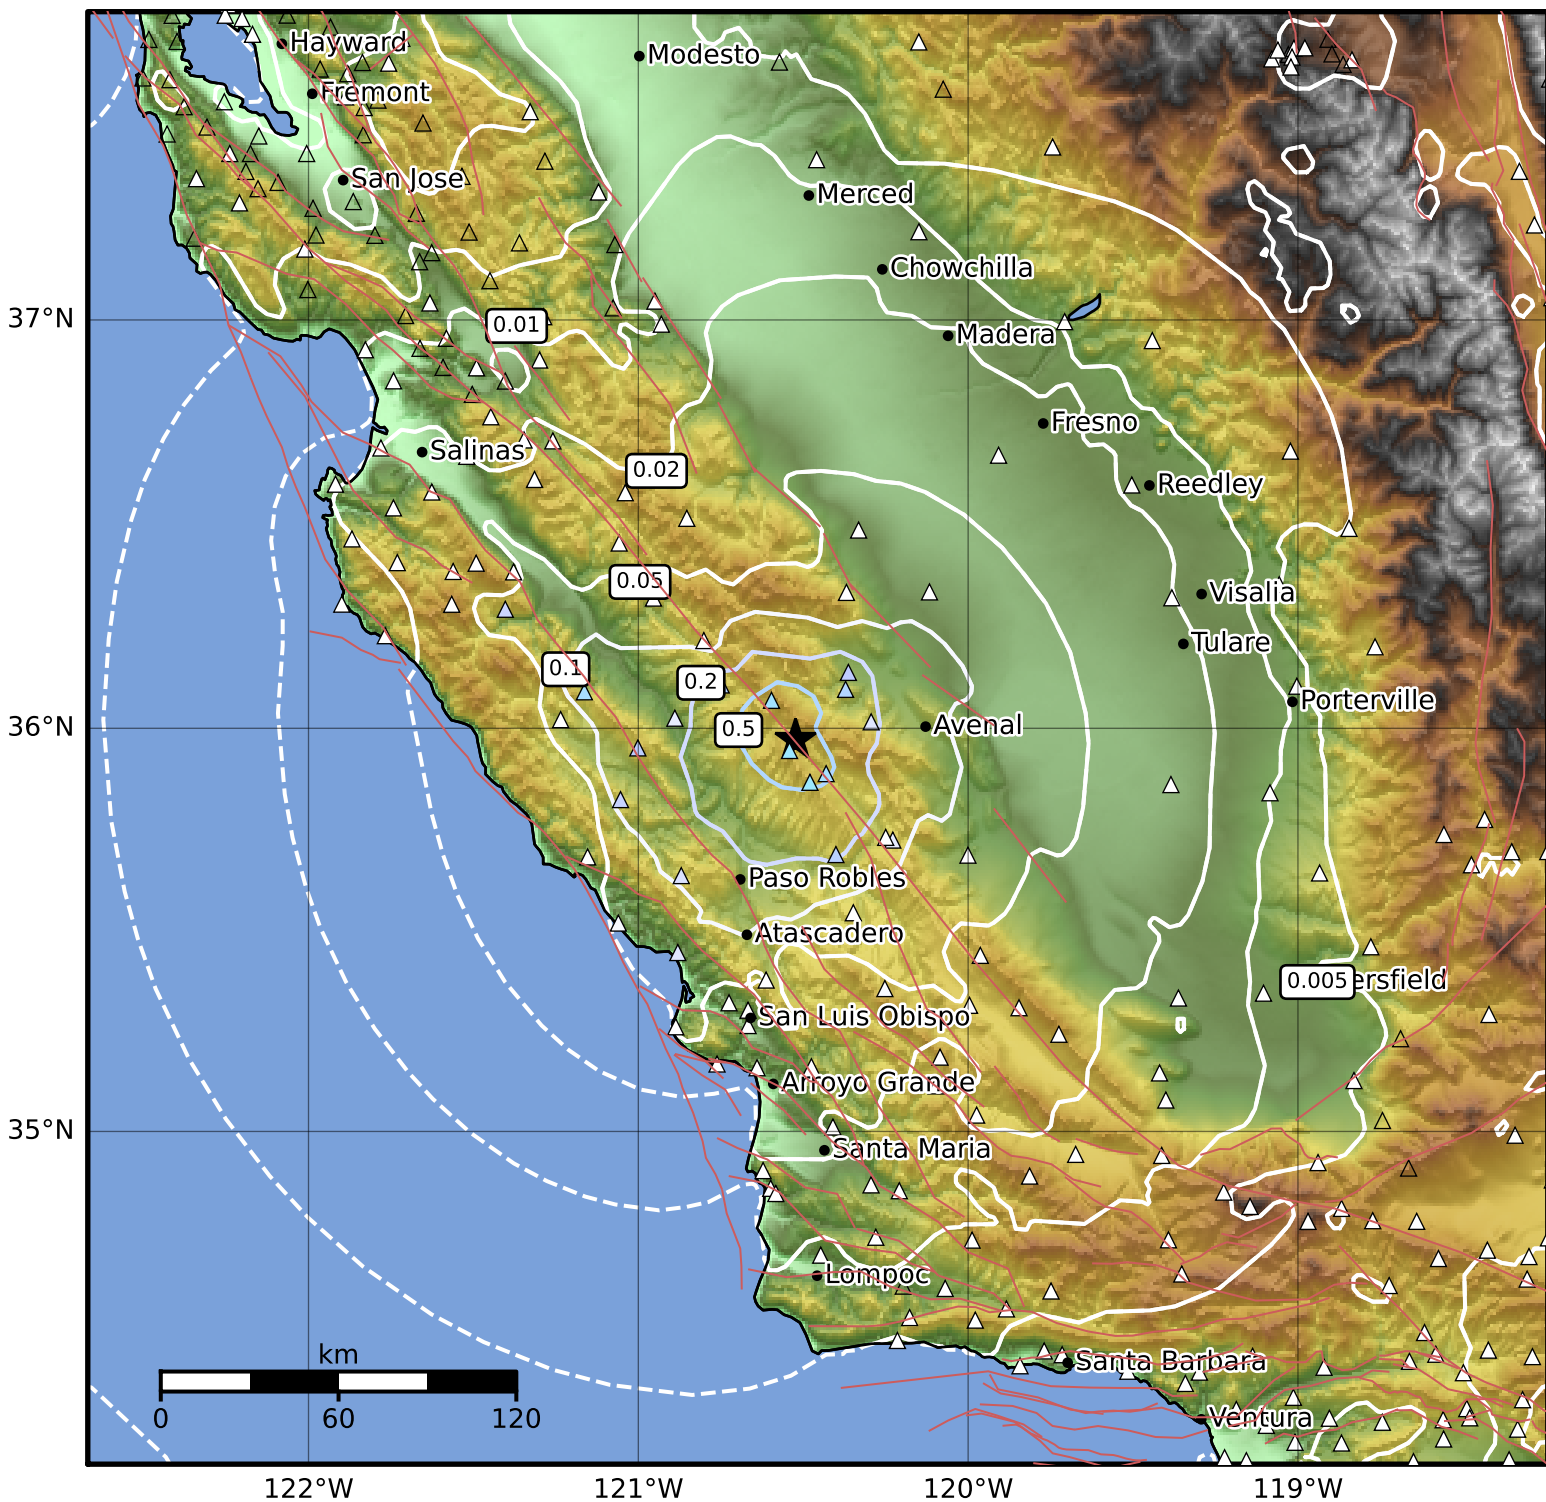 Hayward
Modesto
Fremont
San Jose
Merced
Chowchilla
0.01
37°N
Madera
Fresno
Salinas
0.02
Reedley
0.05
Visalia
Tulare
0.1
0.2
Porterville
0.5
Avenal
36°N
Paso Robles
Atascadero
0.005
ersfield
San Luis Obispo
Arroyo Grande
35°N
Santa Maria
Lompoc
km
Santa Barbara
0 60 120
Ventura
122°W 121°W 120°W 119°W